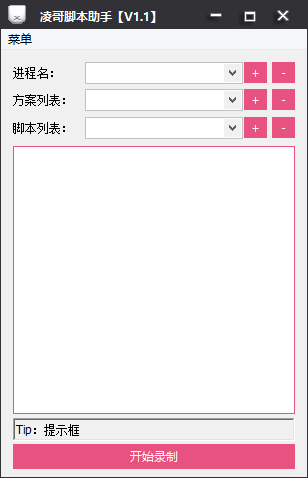 凌哥脚本助手【V1.1】
菜单
进程名：
+ -
方案列表：
+ -
脚本列表：
+ -
Tip：提示框
开始录制